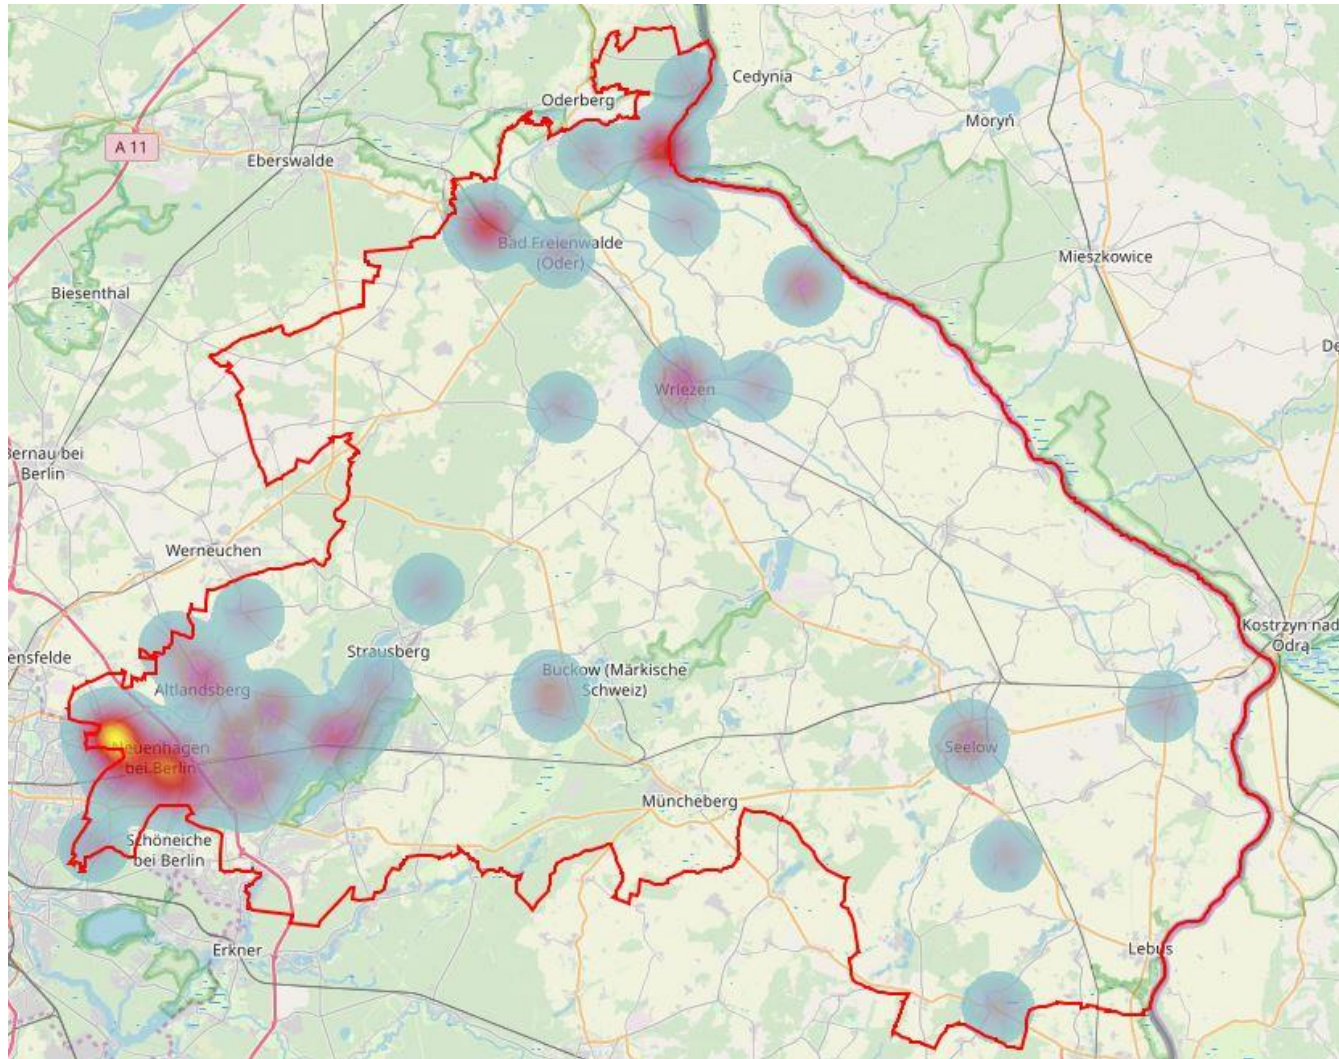 Cedynia
Oderberg
Moryń
A 11
Eberswalde
Bad Freienwalde
(Oder)
Mieszkowice
Biesenthal
De
Wriezen
Bernau bei
Berlin
Werneuchen
Kostrzyn nad
Odrą
ensfelde
Strausberg
Buckow (Märkische
Schweiz)
Altlandsberg
Neuenhagen
bei Berlin
Seelow
Müncheberg
Schöneiche
bei Berlin
Erkner
Lebus